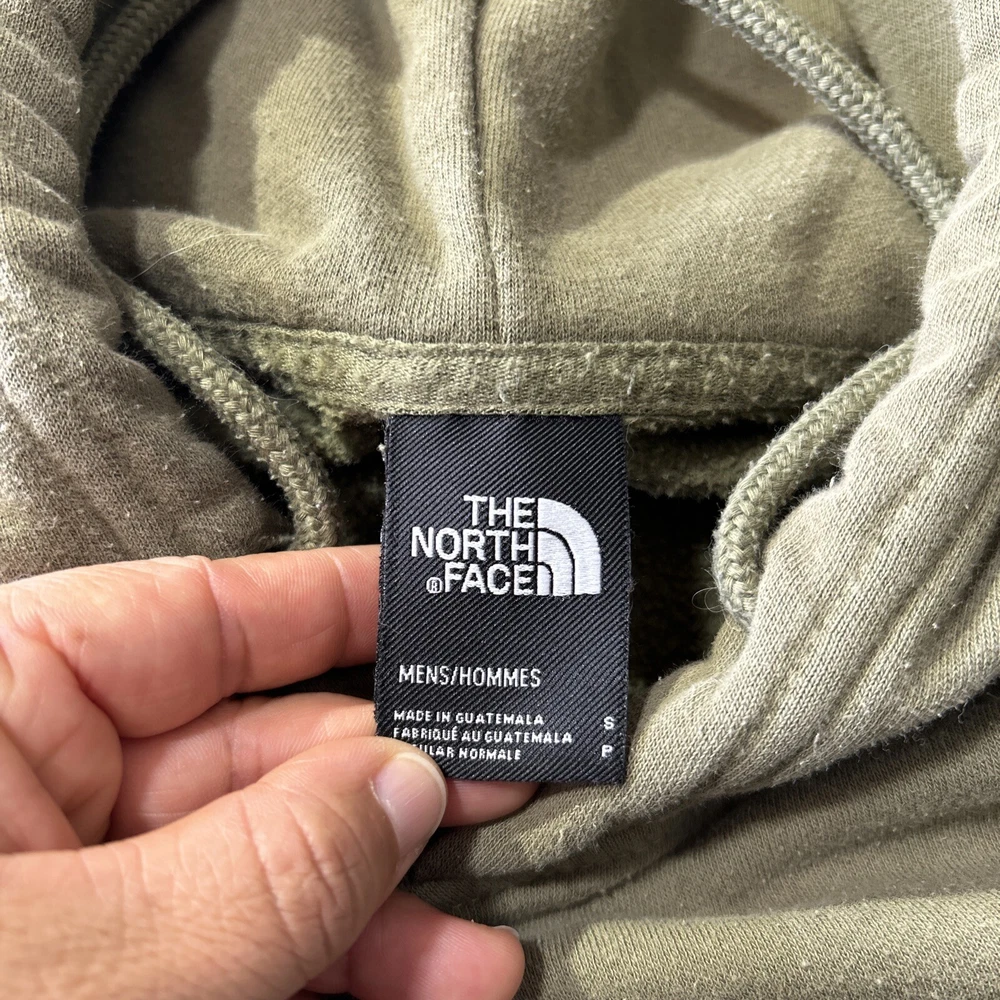 THE
NORTH
® FACE
MENS/HOMMES
MADE IN GUATEMALA S
FABRIQUÉ AU GUATEMALA P
NORMALE